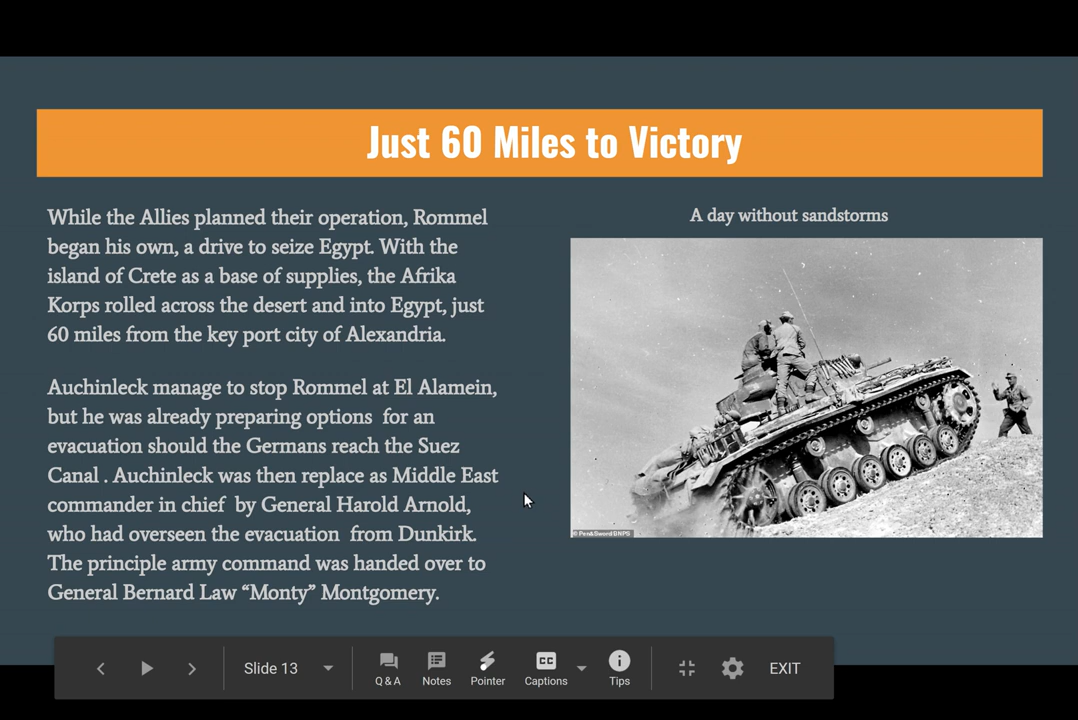 Just 60 Miles to Victory
While the Allies planned their operation, Rommel
began his own, a drive to seize Egypt. With the
island of Crete as a base of supplies, the Afrika
Korps rolled across the desert and into Egypt, just
60 miles from the key port city of Alexandria.
Auchinleck manage to stop Rommel at El Alamein,
but he was already preparing options  for an
evacuation should the Germans reach the Suez
Canal . Auchinleck was then replace as Middle East
commander in chief  by General Harold Arnold,
who had overseen the evacuation  from Dunkirk.
The principle army command was handed over to
General Bernard Law “Monty” Montgomery.
A day without sandstorms
© Pen&SwordBNPS
Slide 13
Q & A
Notes
Pointer
CC
Captions
Tips
EXIT